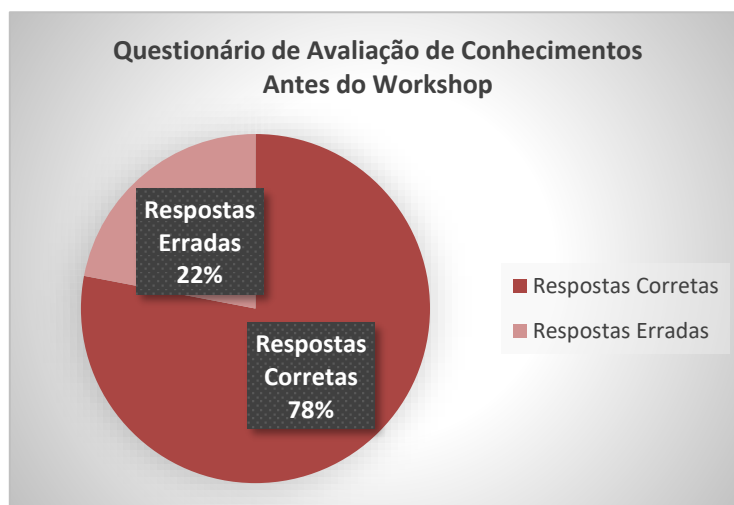 Questionário de Avaliação de Conhecimentos
Antes do Workshop
Respostas
Erradas
22%
Respostas
Corretas
78%
Respostas Corretas
Respostas Erradas